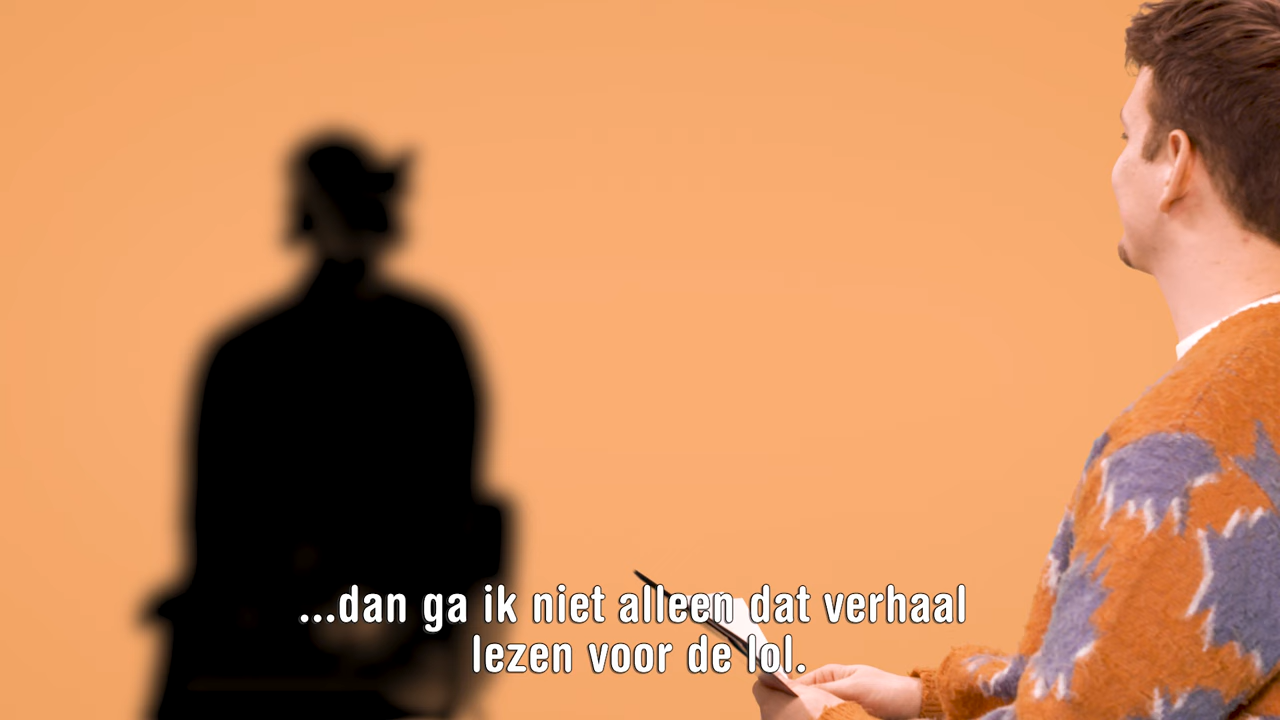 ...dan ga ik niet alleen dat verhaal
lezen voor de lol.